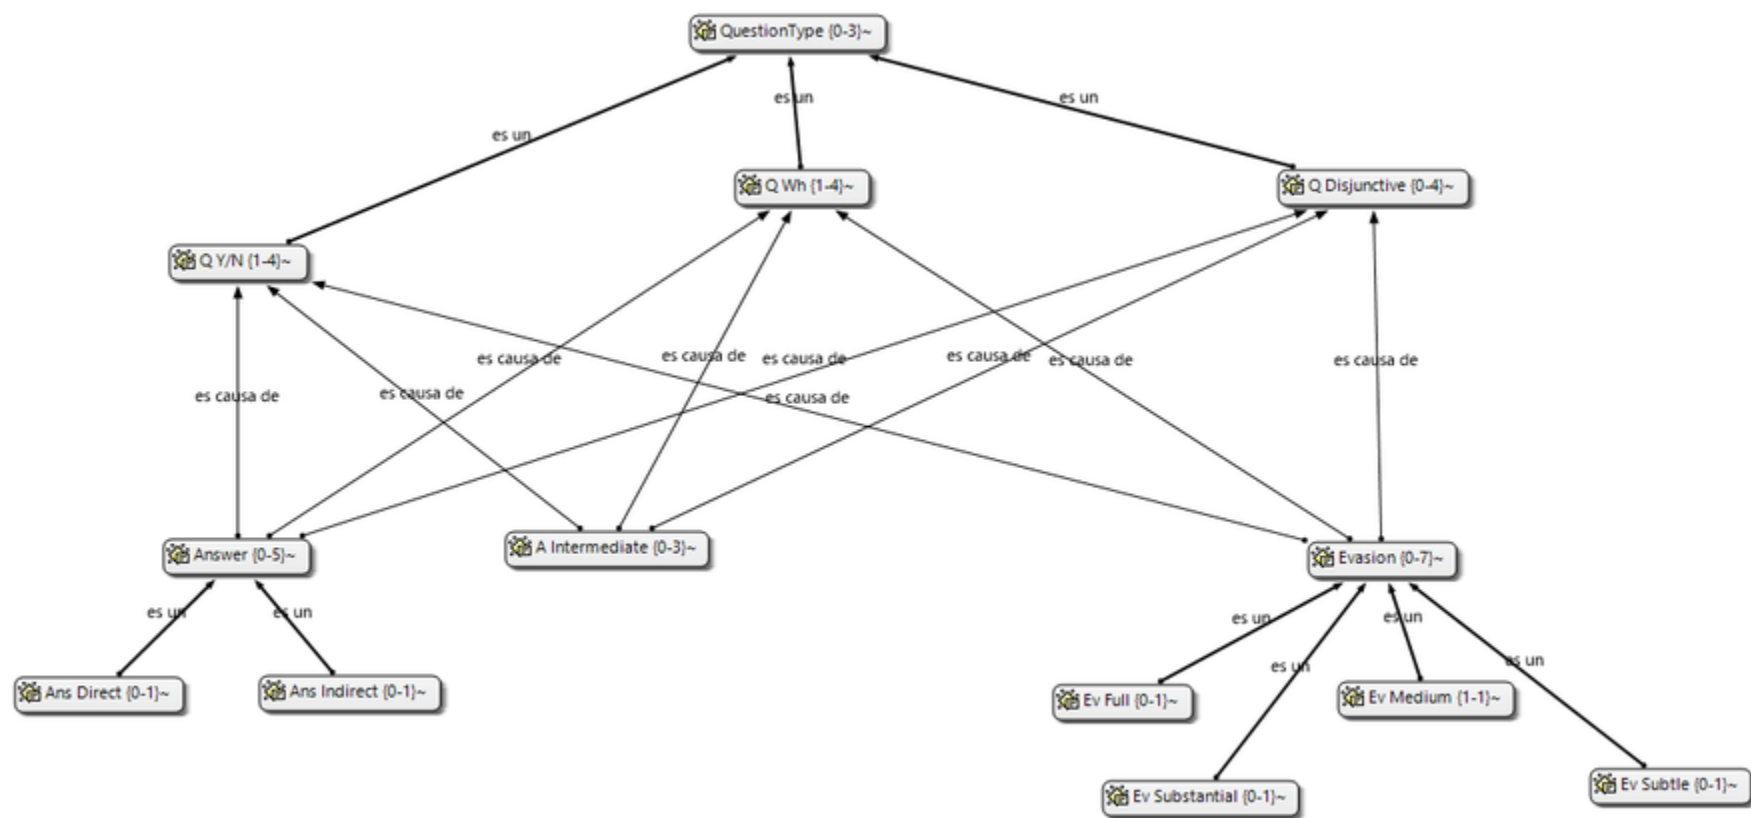 QuestionType {0-3}~
es un
es un
es un
Q Wh {1-4}~
Q Disjunctive {0-4}~
Q Y/N {1-4}~
es causa de
es causa de
es causa de
es causa de
es causa de
es causa de
es causa de
es causa de
es causa de
Answer {0-5}~
A Intermediate {0-3}~
Evasion {0-7}~
es un
es un
es un
es un
es un
es un
Ans Direct {0-1}~
Ans Indirect {0-1}~
Ev Full {0-1}~
Ev Medium {1-1}~
Ev Substantial {0-1}~
Ev Subtle {0-1}~